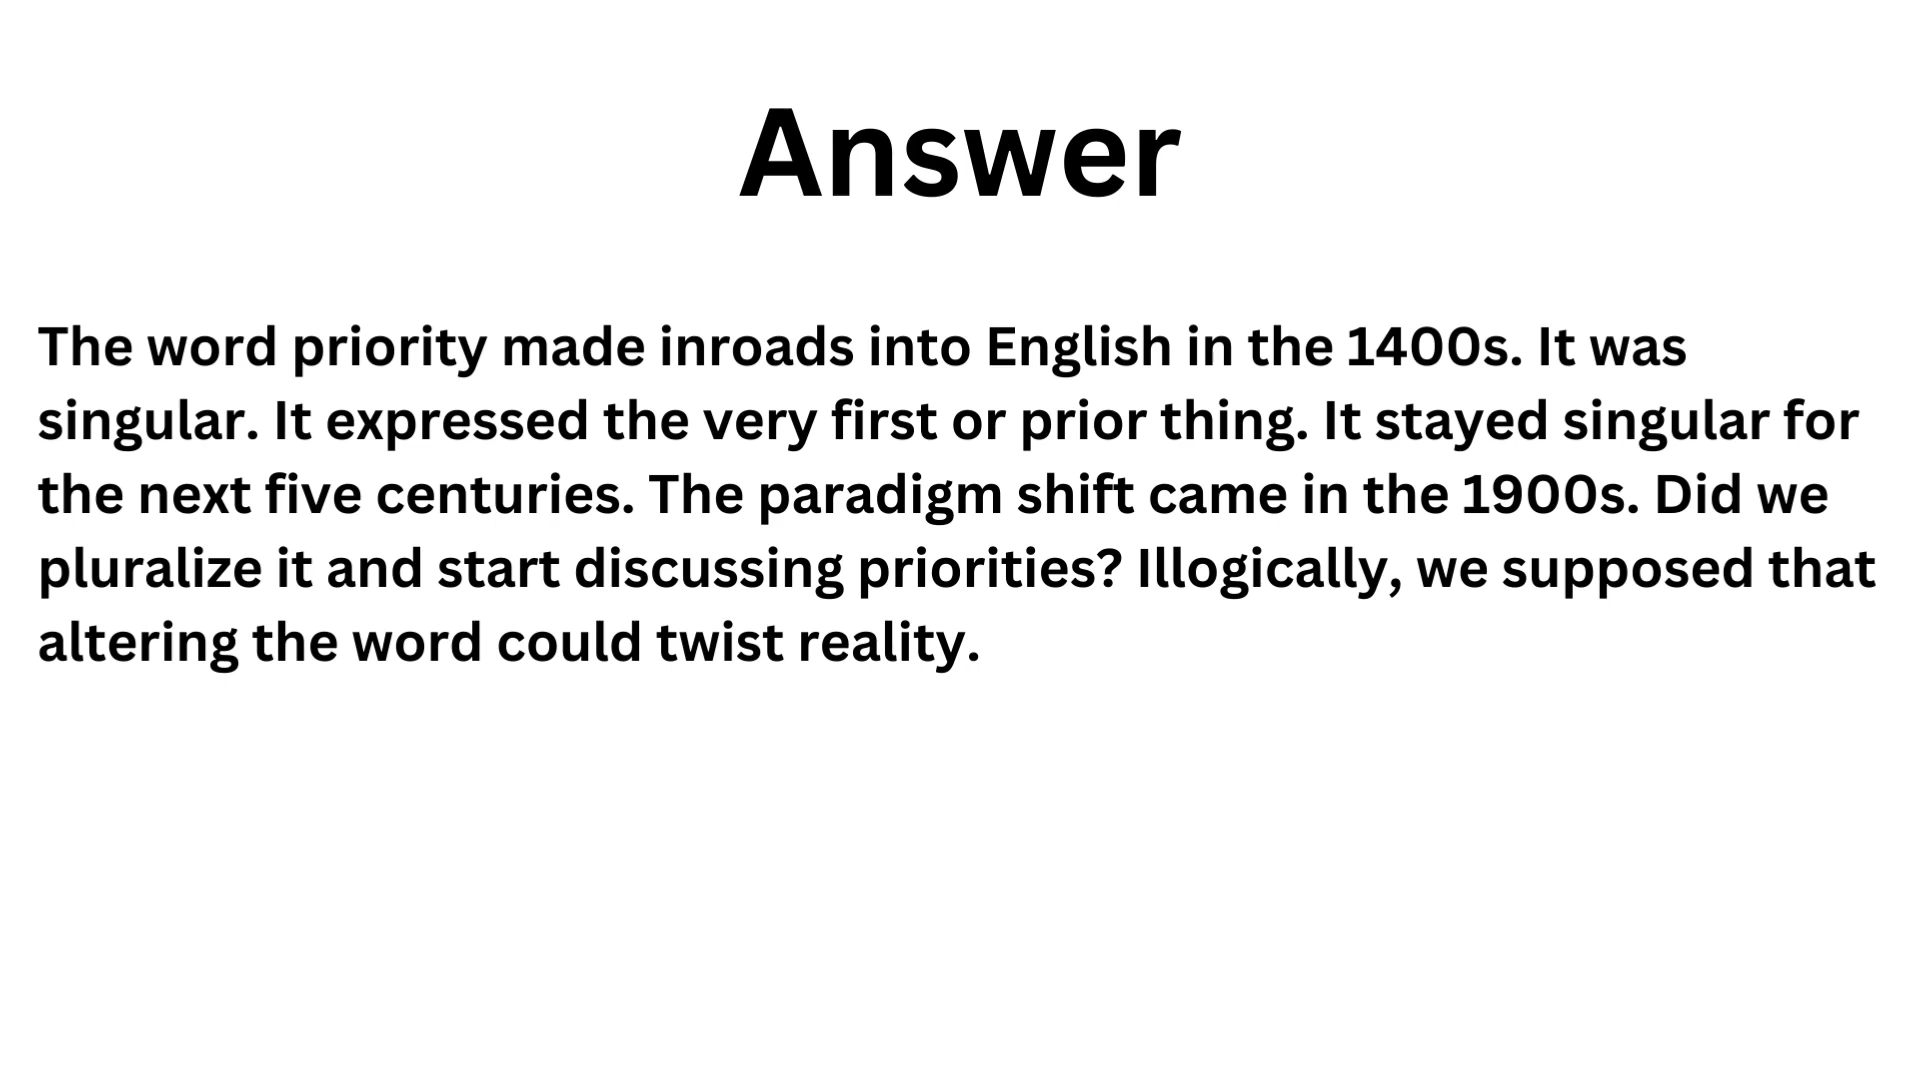 Answer
The word priority made inroads into English in the 1400s. It was
singular. It expressed the very first or prior thing. It stayed singular for
the next five centuries. The paradigm shift came in the 1900s. Did we
pluralize it and start discussing priorities? Illogically, we supposed that
altering the word could twist reality.